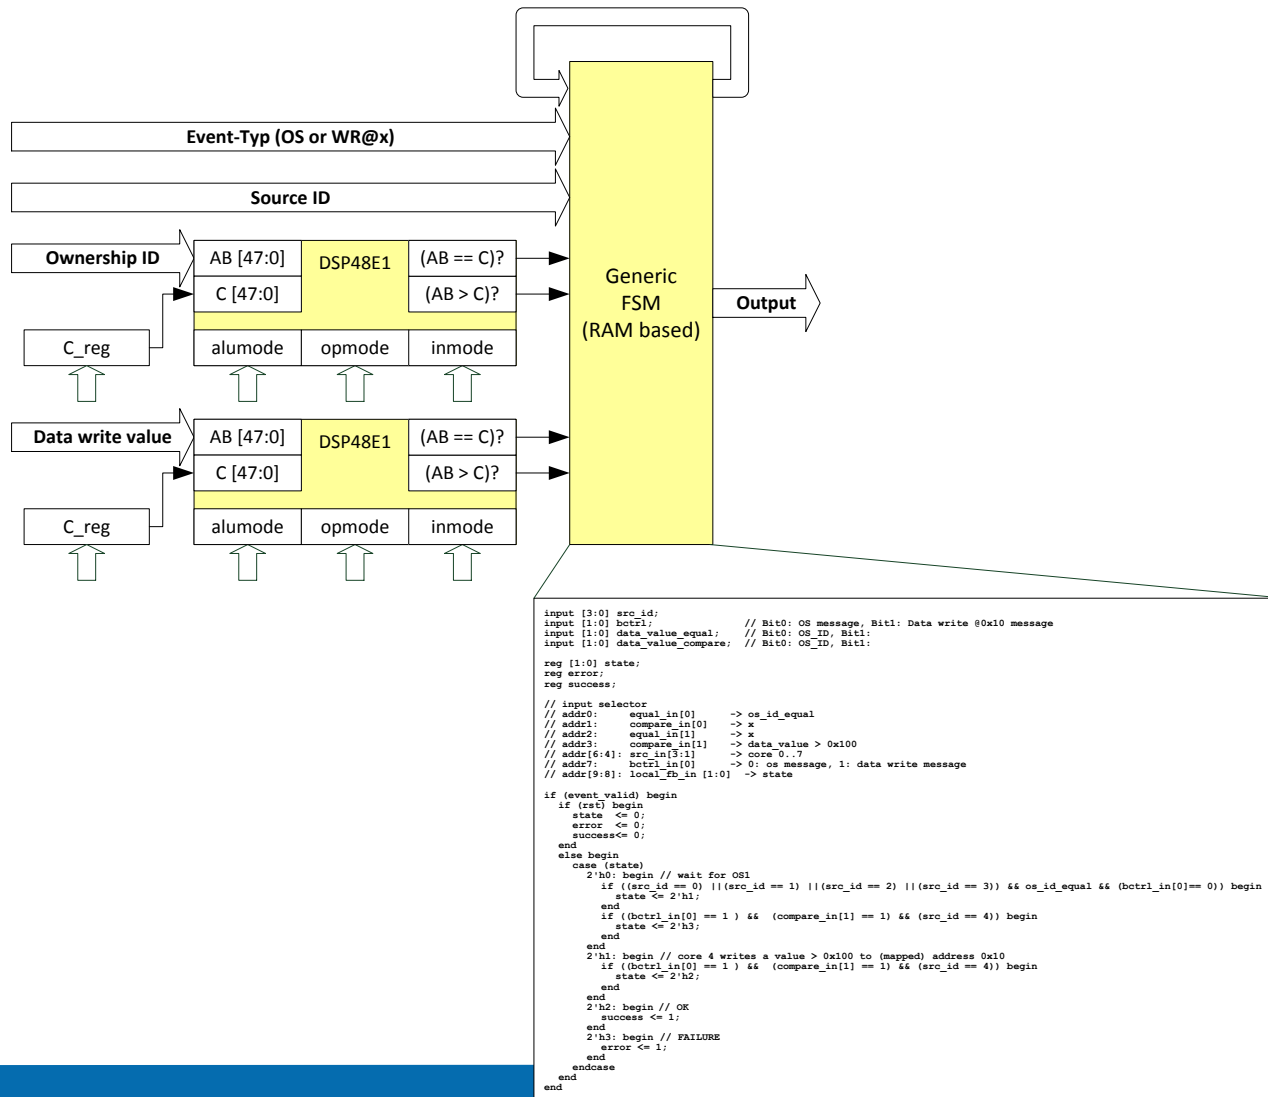 Event-Typ (OS or WR@x)
Source ID
Ownership ID
AB [47:0]
DSP48E1
(AB == C)?
C [47:0]
(AB > C)?
C_reg
alumode
opmode
inmode
Data write value
AB [47:0]
DSP48E1
(AB == C)?
C [47:0]
(AB > C)?
C_reg
alumode
opmode
inmode
Generic
FSM
(RAM based)
Output
input [3:0] src_id;
input [1:0] bctrl;               // Bit0: OS message, Bit1: Data write @0x10 message
input [1:0] data_value_equal;    // Bit0: OS_ID, Bit1:
input [1:0] data_value_compare;  // Bit0: OS_ID, Bit1:
reg [1:0] state;
reg error;
reg success;
// input selector
// addr0:     equal_in[0]     -> os_id_equal
// addr1:     compare_in[0]   -> x
// addr2:     equal_in[1]     -> x
// addr3:     compare_in[1]   -> data_value > 0x100
// addr[6:4]: src_in[3:1]     -> core 0..7
// addr7:     bctrl_in[0]     -> 0: os message, 1: data write message
// addr[9:8]: local_fb_in [1:0]  -> state
if (event_valid) begin
  if (rst) begin
    state  <= 0;
    error  <= 0;
    success<= 0;
  end
  else begin
    case (state)
      2'h0: begin // wait for OS1
        if ((src_id == 0) ||(src_id == 1) ||(src_id == 2) ||(src_id == 3)) && os_id_equal && (bctrl_in[0]== 0)) begin
          state <= 2'h1;
        end
        if ((bctrl_in[0] == 1 ) &&  (compare_in[1] == 1) && (src_id == 4)) begin
          state <= 2'h3;
        end
      end
      2'h1: begin // core 4 writes a value > 0x100 to (mapped) address 0x10
        if ((bctrl_in[0] == 1 ) &&  (compare_in[1] == 1) && (src_id == 4)) begin
          state <= 2'h2;
        end
      end
      2'h2: begin // OK
        success <= 1;
      end
      2'h3: begin // FAILURE
        error <= 1;
      end
    endcase
  end
end